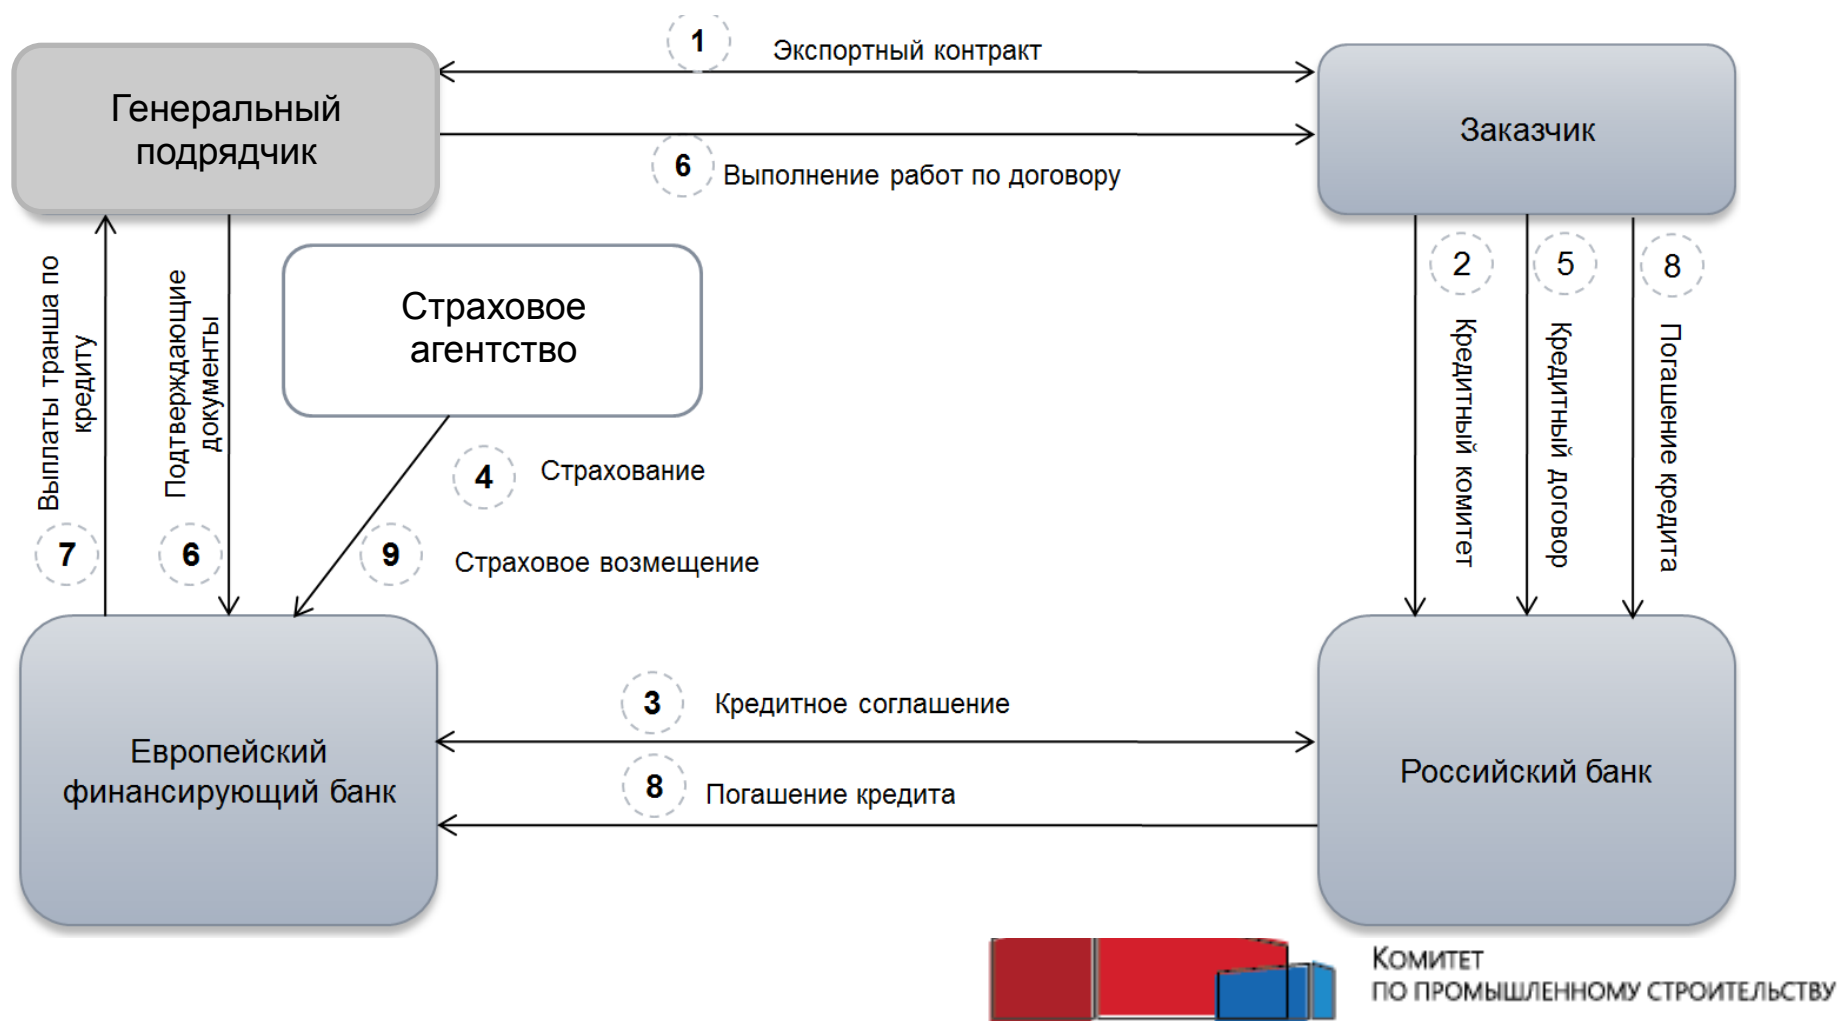 1
Экспортный контракт
Генеральный
подрядчик
Заказчик
6
Выполнение работ по договору
2
5
8
Кредитный комитет
Кредитный договор
Погашение кредита
Выплаты транша по
кредиту
Подтверждающие
документы
Страховое
агентство
4
Страхование
7
6
9
Страховое возмещение
3
Кредитное соглашение
Европейский
финансирующий банк
8
Погашение кредита
Российский банк
Комитет
по промышленному строительству